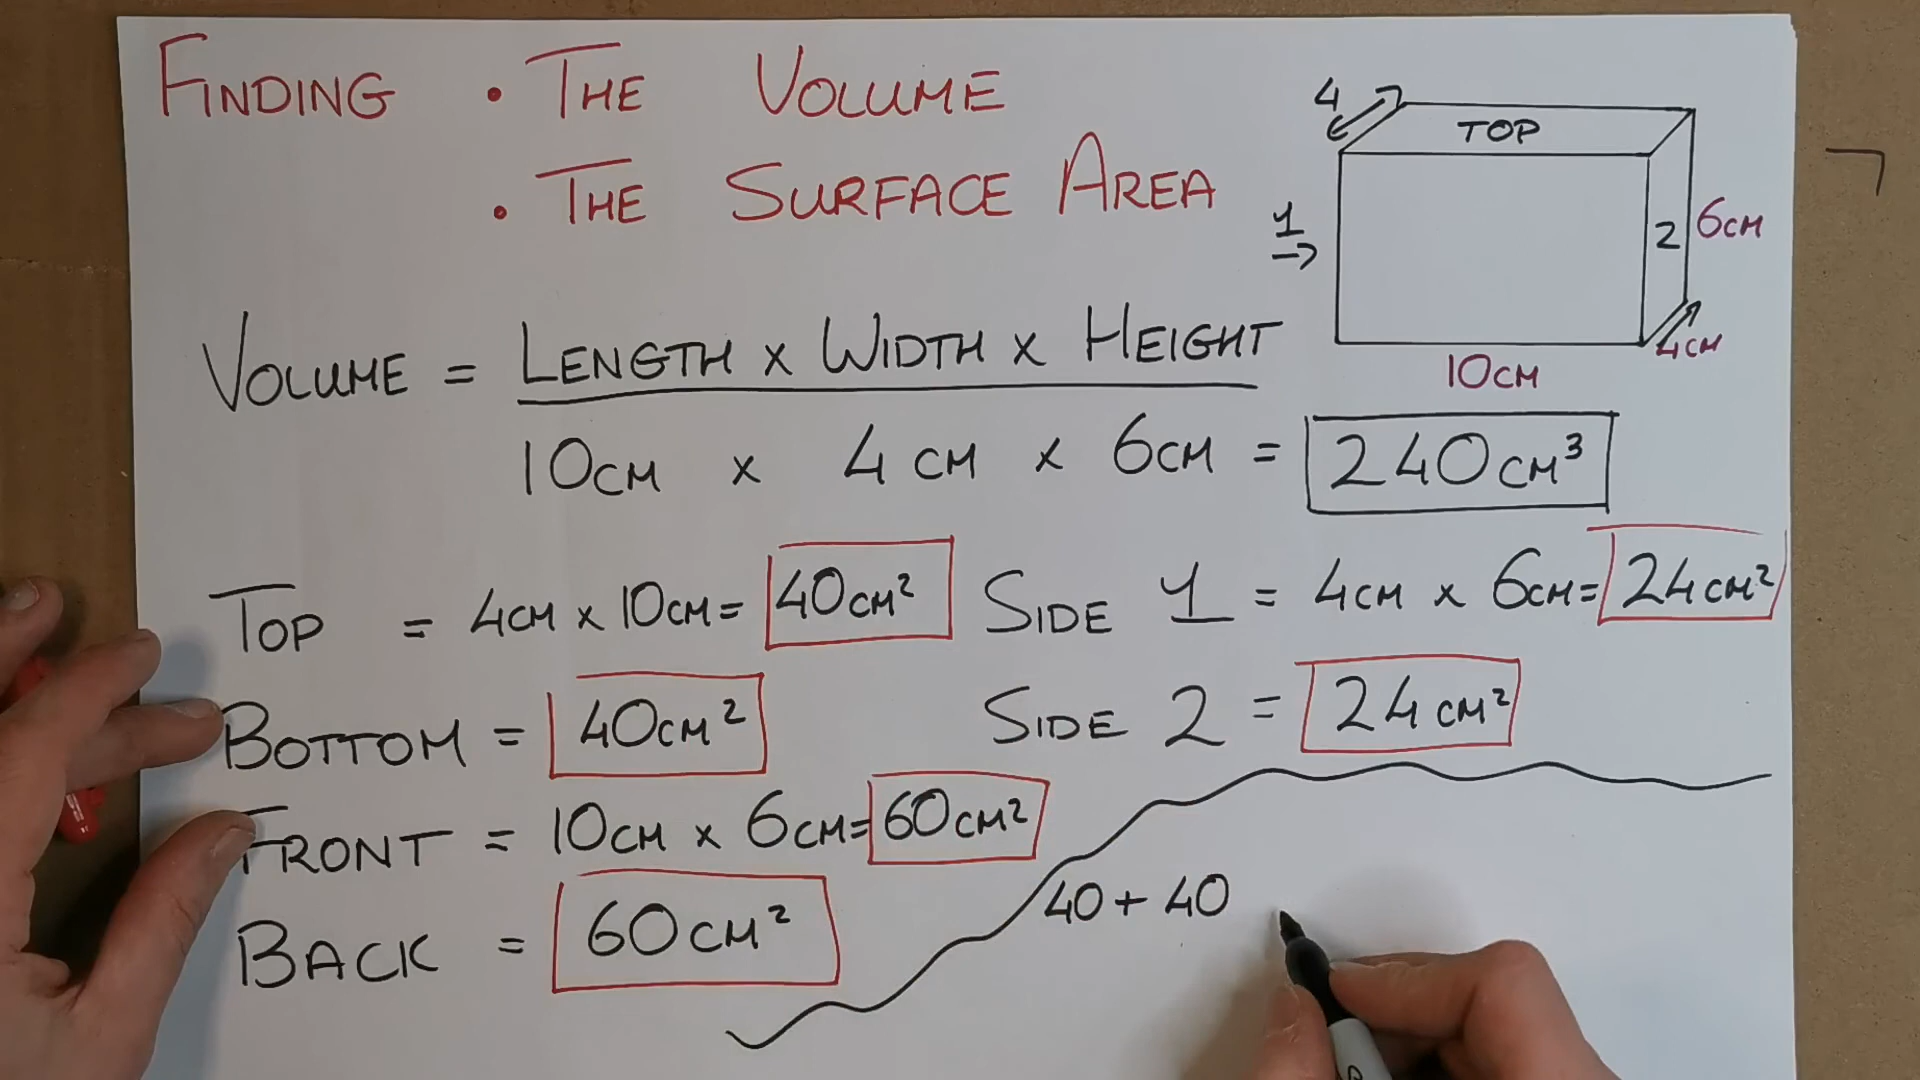 FINDING • THE VOLUME
• THE SURFACE AREA
4
TOP
1
2
6CM
4CM
10CM
VOLUME = LENGTH x WIDTH x HEIGHT
10CM x 4CM x 6CM = 240CM³
TOP = 4CM x 10CM = 40CM²
BOTTOM = 40CM²
FRONT = 10CM x 6CM = 60CM²
BACK = 60CM²
SIDE 1 = 4CM x 6CM = 24CM²
SIDE 2 = 24CM²
40 + 40